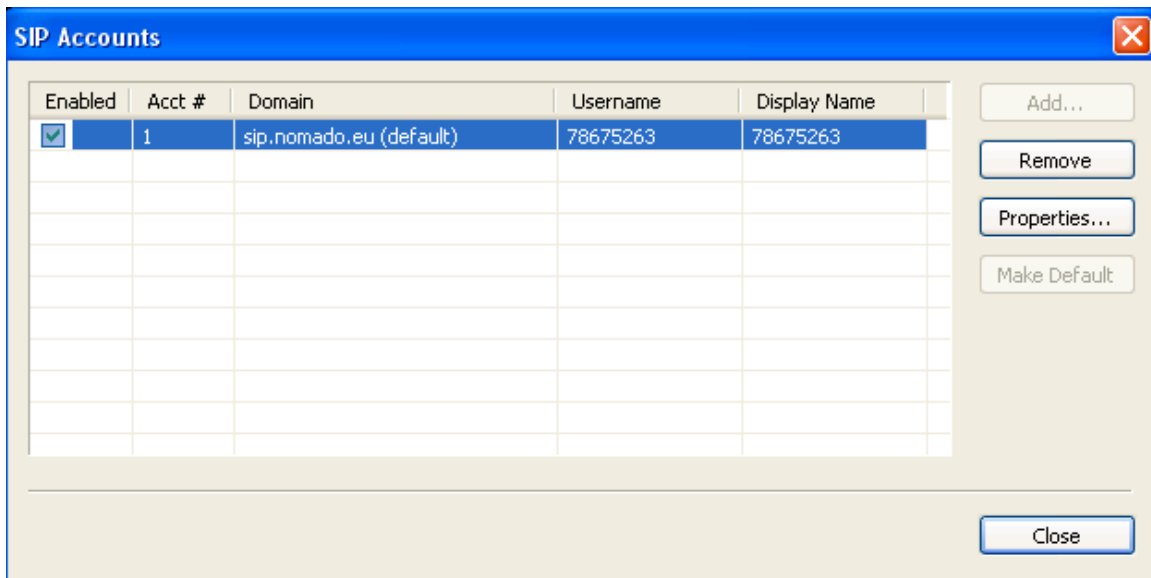 SIP Accounts
Enabled Acct # Domain Username Display Name
1 sip.nomado.eu (default) 78675263 78675263
Add...
Remove
Properties...
Make Default
Close